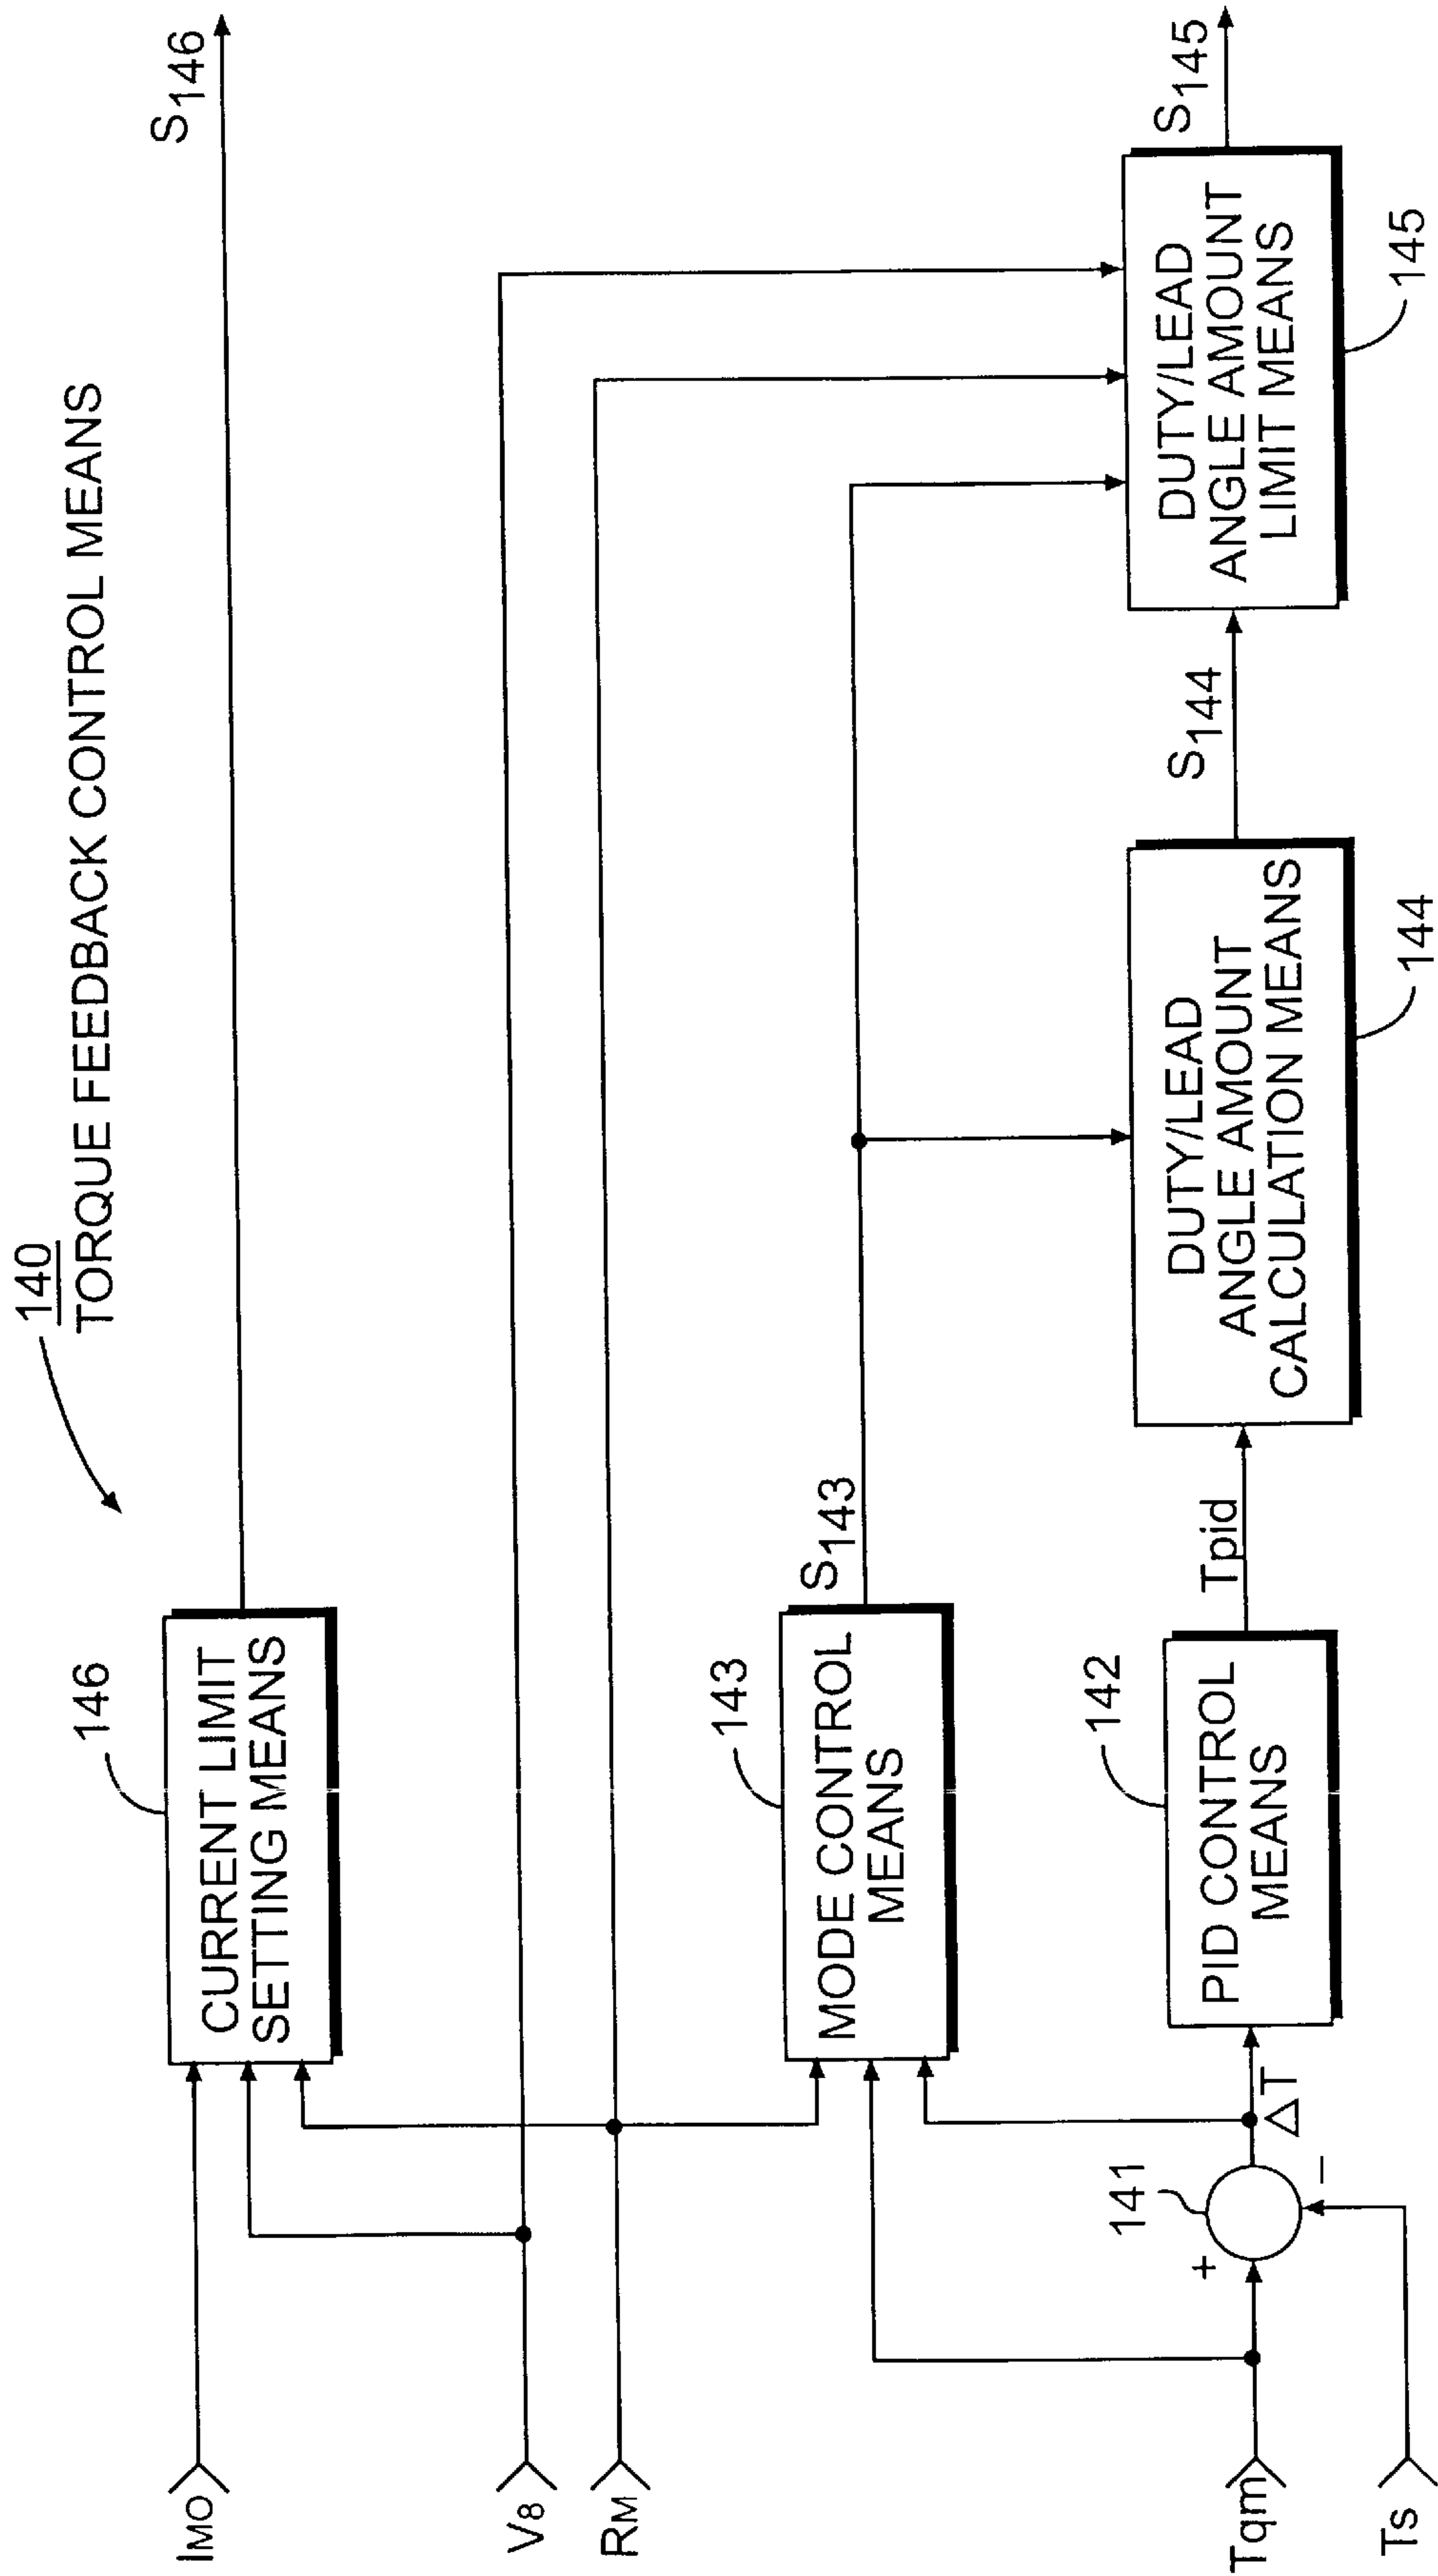 140
TORQUE FEEDBACK CONTROL MEANS
IMO
146
CURRENT LIMIT
SETTING MEANS
S146
V8
RM
143
MODE CONTROL
MEANS
S143
Tqm
+
141
−
ΔT
Ts
142
PID CONTROL
MEANS
Tpid
DUTY/LEAD
ANGLE AMOUNT
CALCULATION MEANS
144
S144
DUTY/LEAD
ANGLE AMOUNT
LIMIT MEANS
145
S145